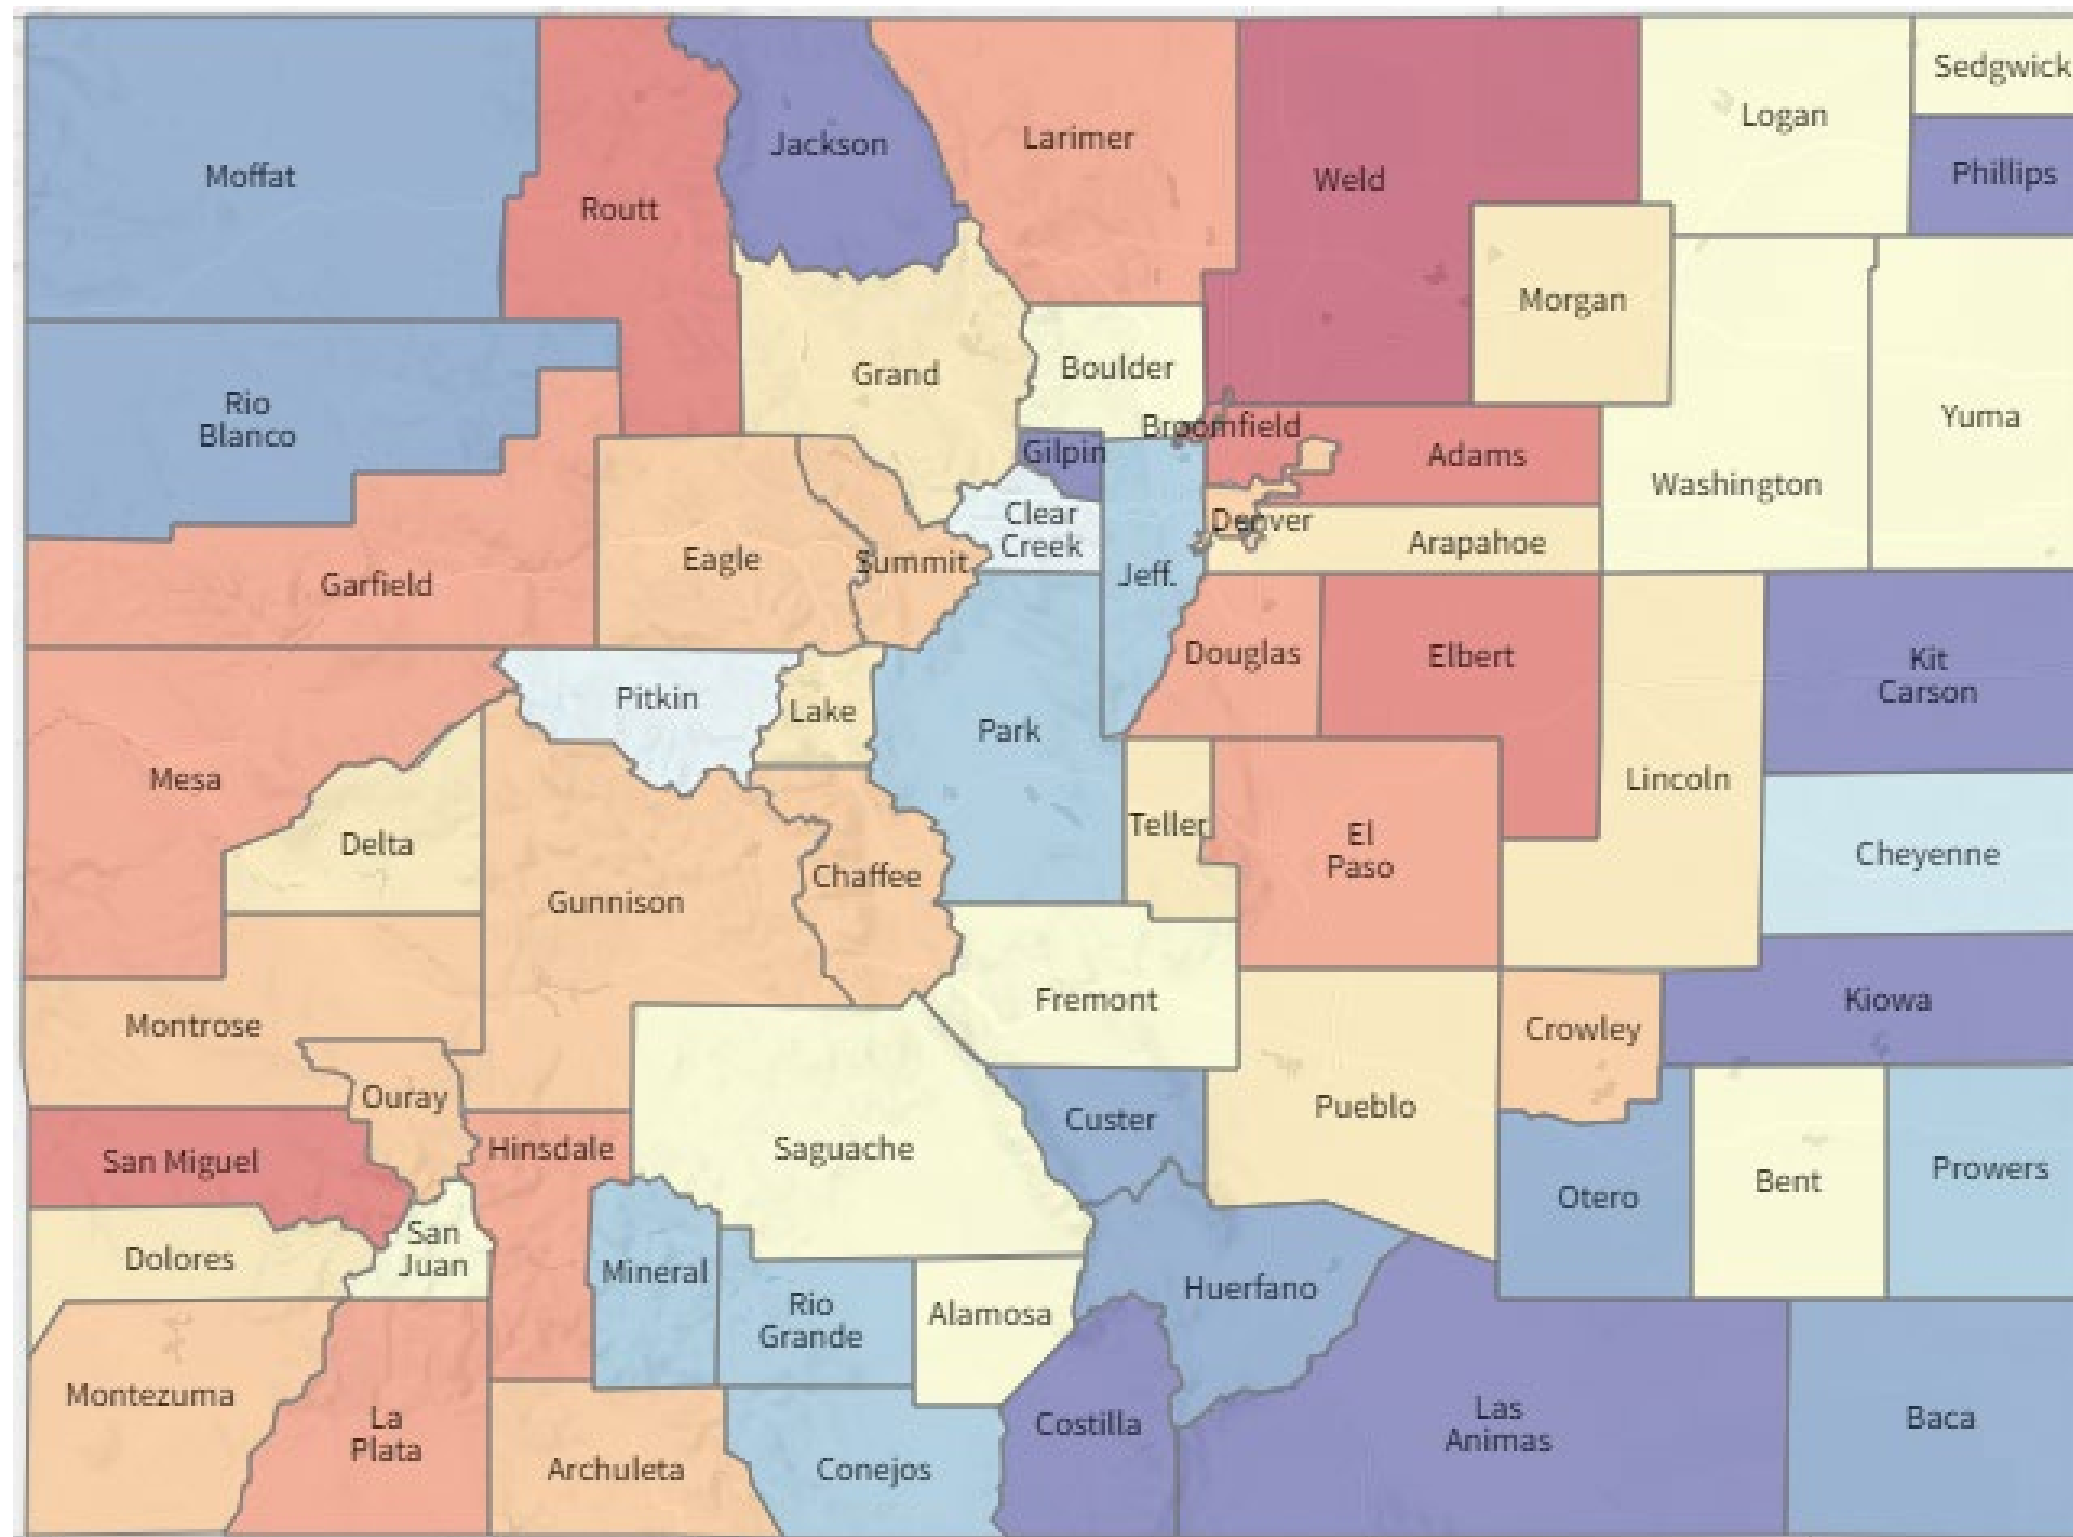 Sedgwick
Logan
Larimer
Jackson
Phillips
Moffat
Weld
Routt
Morgan
Boulder
Grand
Rio
Blanco
Yuma
Broomfield
Gilpin
Adams
Washington
Clear
Creek
Denver
Arapahoe
Eagle
Summit
Jeff.
Garfield
Douglas
Elbert
Kit
Carson
Pitkin
Lake
Park
Mesa
Lincoln
Teller
El
Paso
Delta
Cheyenne
Chaffee
Gunnison
Fremont
Kiowa
Montrose
Crowley
Ouray
Pueblo
Custer
Hinsdale
Saguache
San Miguel
Prowers
Bent
Otero
San
Juan
Dolores
Mineral
Huerfano
Rio
Grande
Alamosa
Montezuma
La
Plata
Costilla
Las
Animas
Baca
Archuleta
Conejos